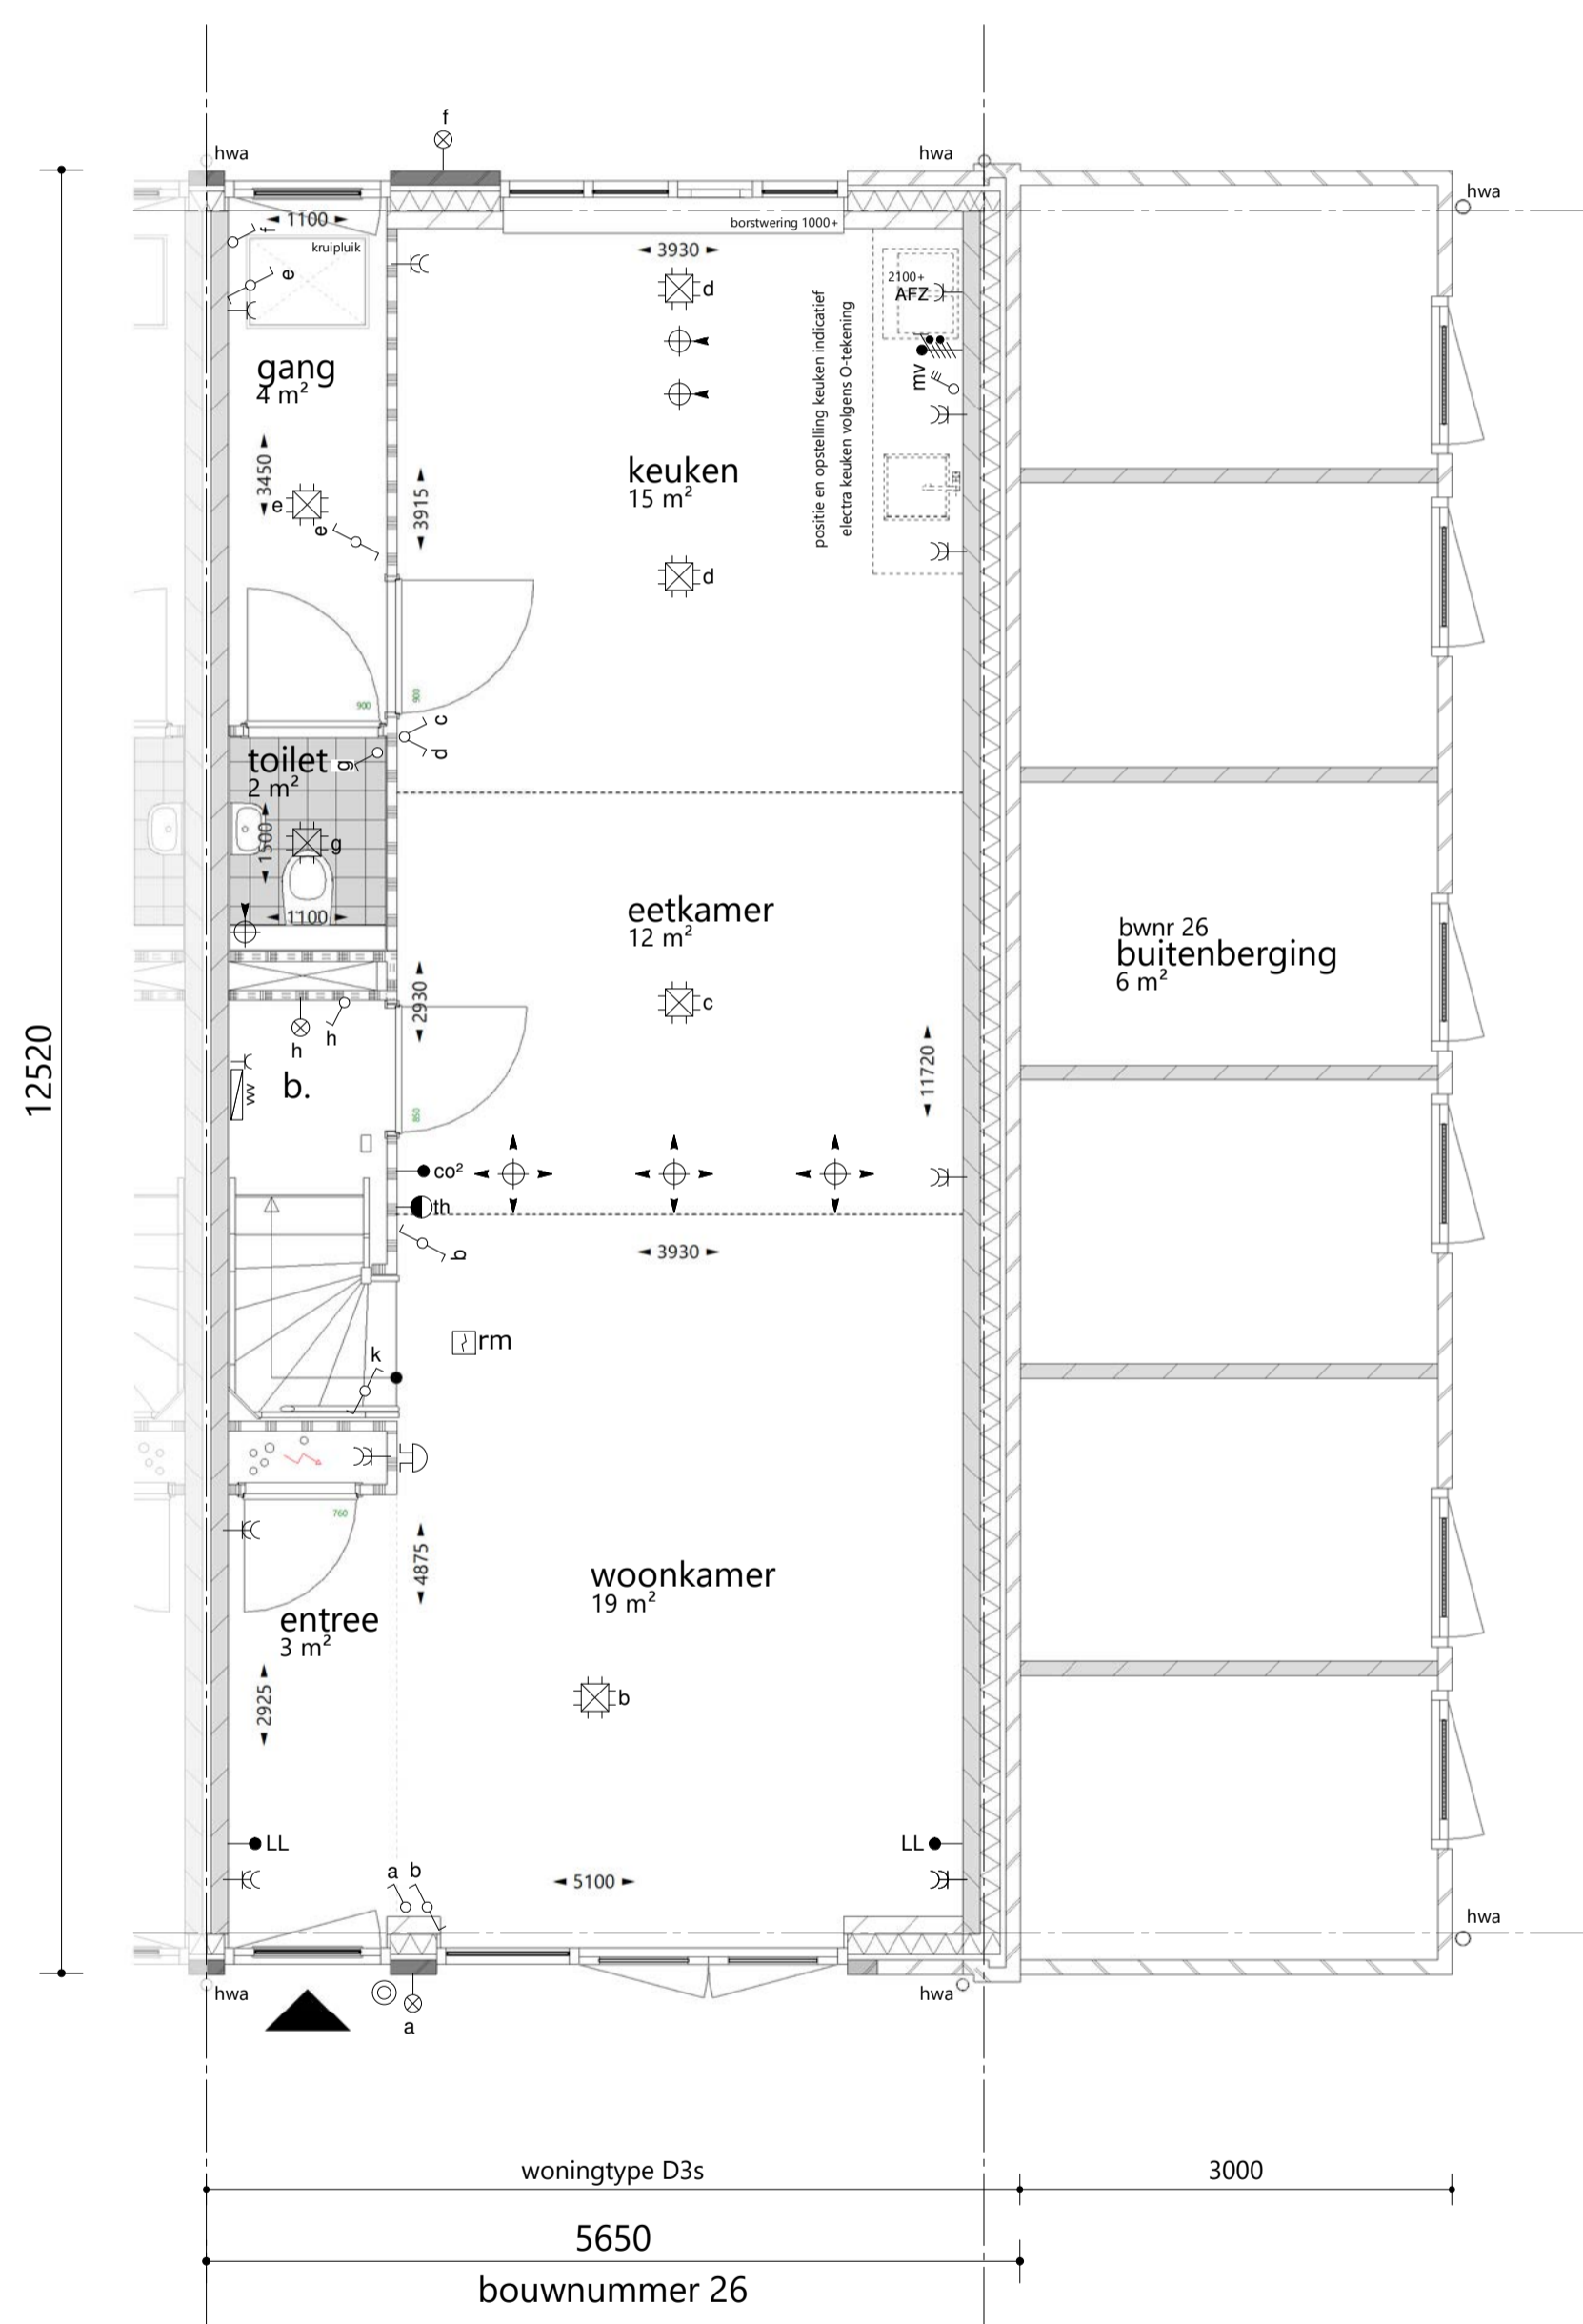 f
hwa
hwa
hwa
1100
f
kruipluik
borstwering 1000+
3930
e
d
2100+
AFZ
positie en opstelling keuken indicatief
electra keuken volgens O-tekening
mv
gang
4 m²
keuken
15 m²
3450
3915
e
e
d
900
900
c
d
toilet
2 m²
g
1500
g
1100
eetkamer
12 m²
bwnr 26
buitenberging
6 m²
2930
c
h
h
wv
b.
12520
11720
850
co²
th
b
3930
rm
k
760
4875
woonkamer
19 m²
entree
3 m²
2925
b
LL
LL
a b
5100
hwa
hwa
hwa
a
woningtype D3s
3000
5650
bouwnummer 26